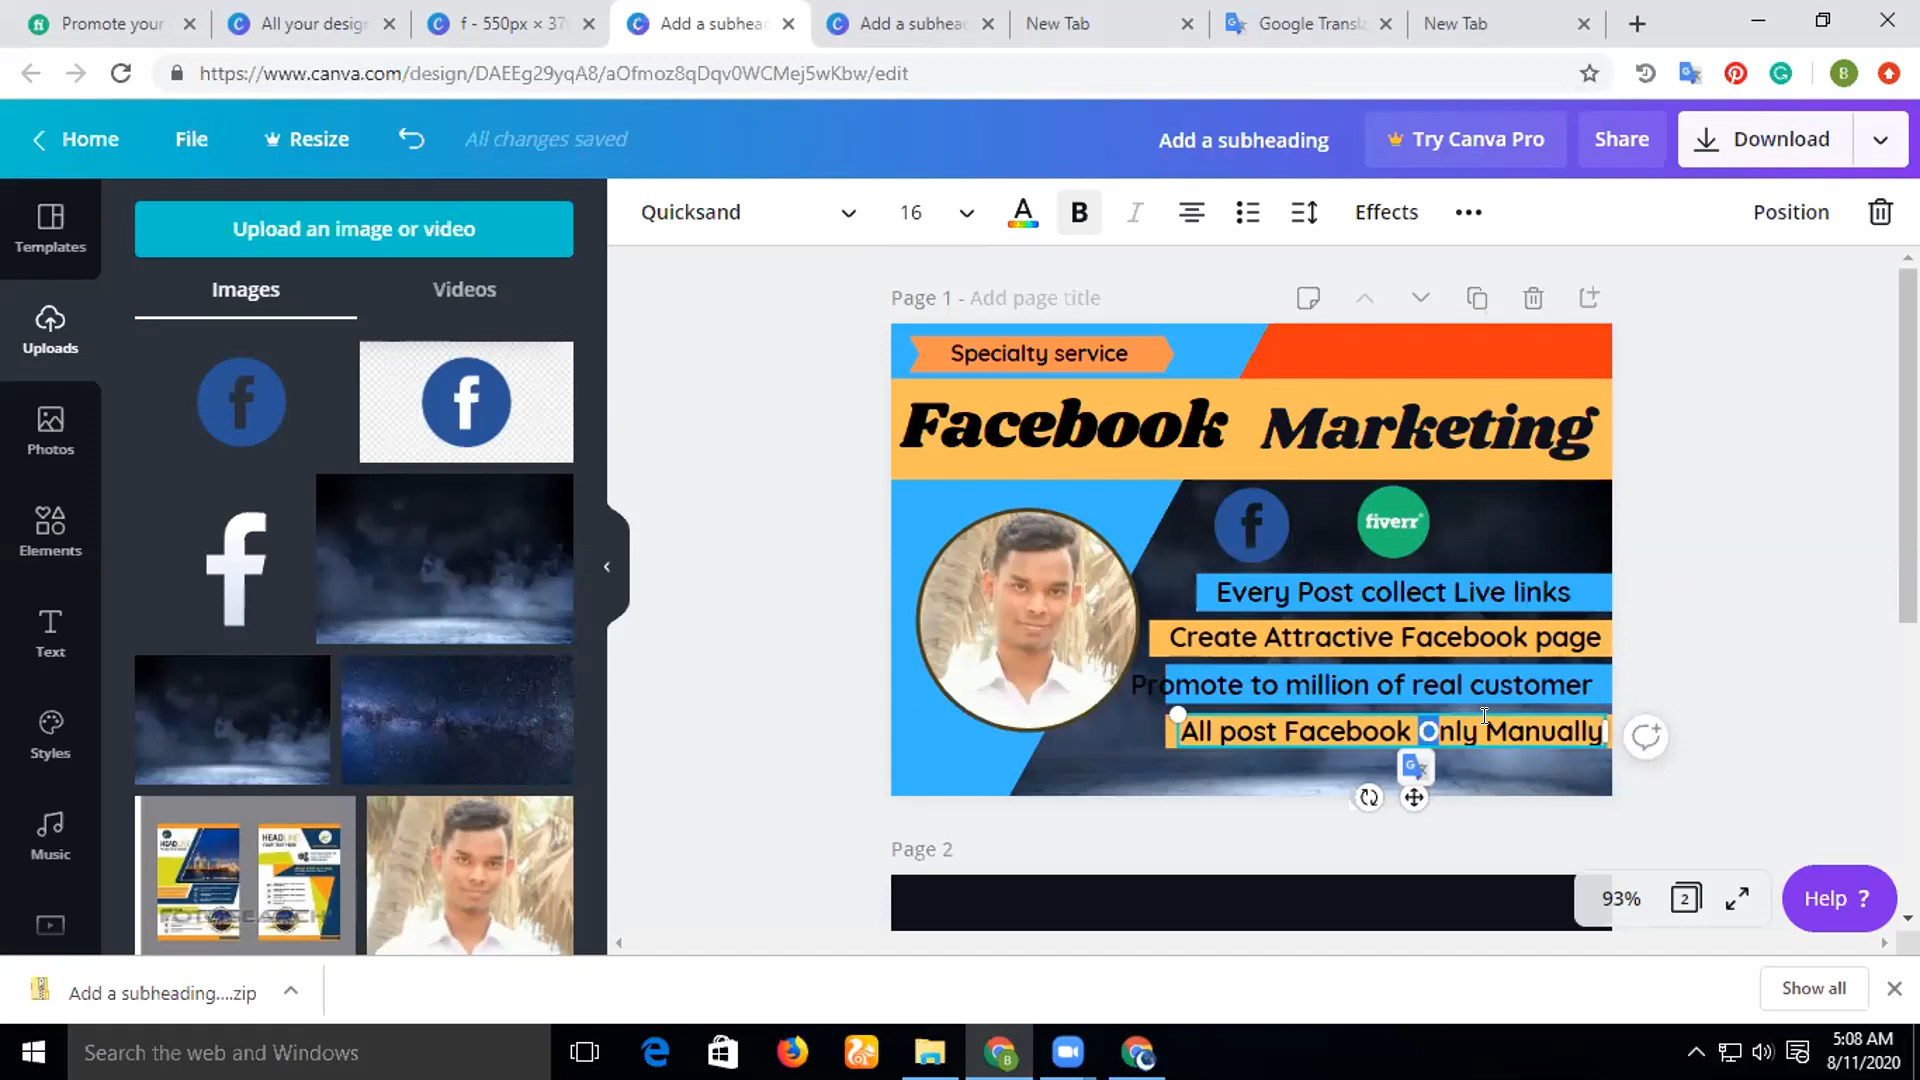 Promote your
All your desig
f - 550px × 37
Add a subhea
Add a subhea
New Tab
Google Transl
New Tab
https://www.canva.com/design/DAEEg29yqA8/aOfmoz8qDqv0WCMej5wKbw/edit
B
Home
File
Resize
All changes saved
Add a subheading
Try Canva Pro
Share
Download
Templates
Uploads
Photos
Elements
Text
Styles
Music
Upload an image or video
Images
Videos
Quicksand
16
A
B
I
Effects
Position
Page 1 - Add page title
Specialty service
Facebook Marketing
fiverr
Every Post collect Live links
Create Attractive Facebook page
Promote to million of real customer
All post Facebook Only Manually
Page 2
93%
2
Help ?
Add a subheading....zip
Show all
Search the web and Windows
5:08 AM
8/11/2020